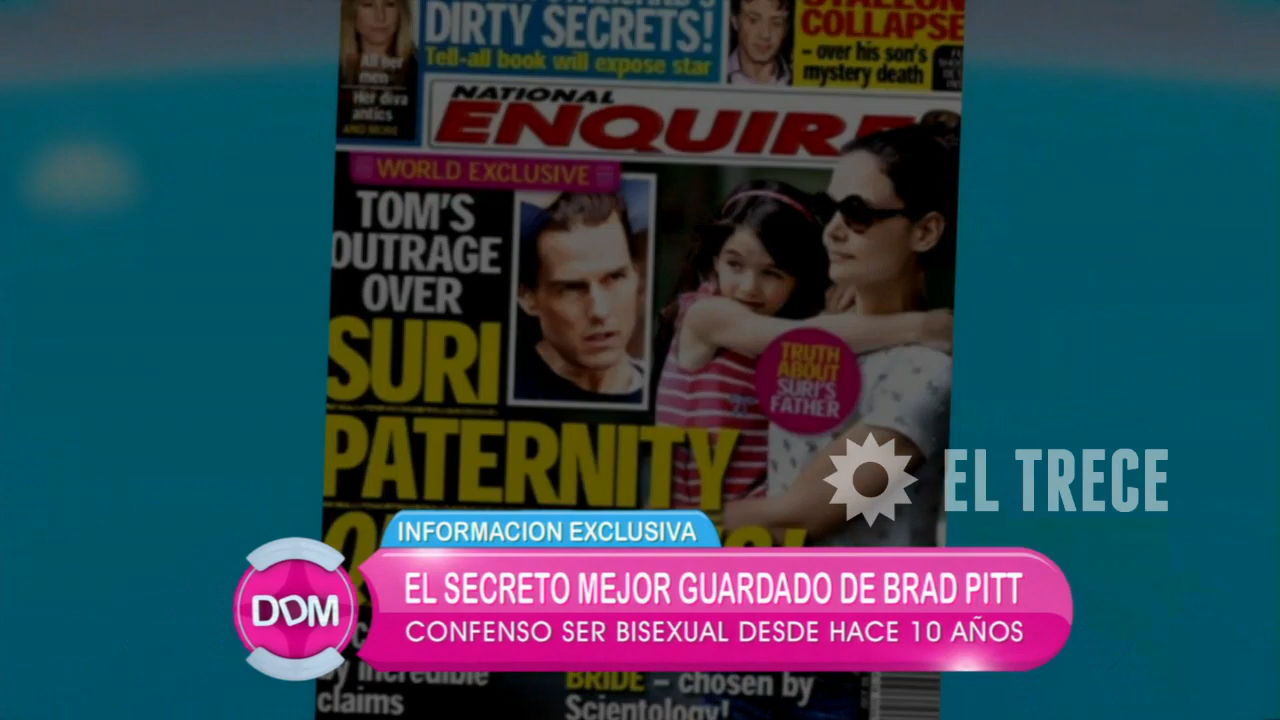 DIRTY SECRETS!
Tell-all book will expose star
All her
men
Her diva
antics
AND MORE
COLLAPSE
– over his son's
mystery death
NATIONAL
WORLD EXCLUSIVE
TOM'S
OUTRAGE
OVER
SURI
PATERNITY
TRUTH
ABOUT
SURI'S
FATHER
EL TRECE
INFORMACION EXCLUSIVA
DDM
EL SECRETO MEJOR GUARDADO DE BRAD PITT
CONFENSO SER BISEXUAL DESDE HACE 10 AÑOS
by incredible
claims
BRIDE – chosen by
Scientology!